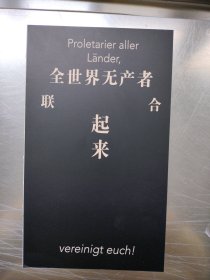 Proletarier aller
Länder,
全世界无产者
联 合
起
来
vereinigt euch!